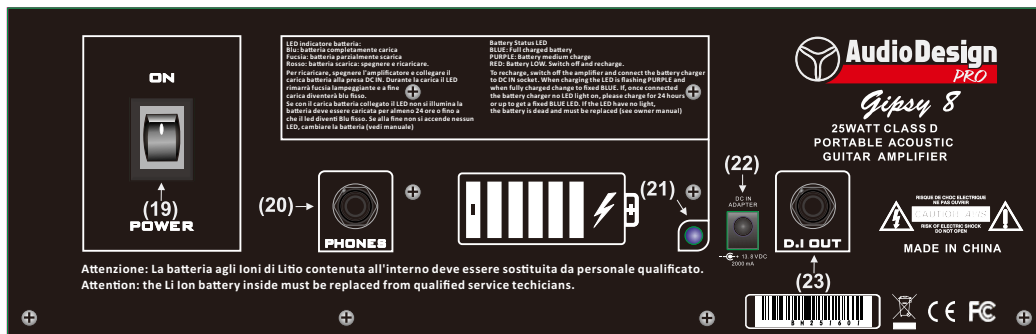 ON
(19)
POWER
LED indicatore batteria:
Blu: batteria completamente carica
Fucsia: batteria parzialmente scarica
Rosso: batteria scarica: spegnere e ricaricare.
Per ricaricare, spegnere l'amplificatore e collegare il
carica batteria alla presa DC IN. Durante la carica il LED
rimarrà fucsia lampeggiante e a fine
carica diventerà blu fisso.
Se con il carica batteria collegato il LED non si illumina la
batteria deve essere caricata per almeno 24 ore o fino a
che il led diventi Blu fisso. Se alla fine non si accende nessun
LED, cambiare la batteria (vedi manuale)
Battery Status LED
BLUE: Full charged battery
PURPLE: Battery medium charge
RED: Battery LOW. Switch off and recharge.
To recharge, switch off the amplifier and connect the battery charger
to DC IN socket. When charging the LED is flashing PURPLE and
when fully charged change to fixed BLUE. If, once connected
the battery charger no LED light on, please charge for 24 hours
or up to get a fixed BLUE LED. If the LED have no light,
the battery is dead and must be replaced (see owner manual)
AudioDesign
PRO
Gipsy 8
25WATT CLASS D
PORTABLE ACOUSTIC
GUITAR AMPLIFIER
(20)
PHONES
(21)
(22)
DC IN
ADAPTER
+ 13.8 VDC
2000 mA
D.I OUT
(23)
RISQUE DE CHOC ELECTRIQUE
NE PAS OUVRIR
RISK OF ELECTRIC SHOCK
DO NOT OPEN
MADE IN CHINA
Attenzione: La batteria agli Ioni di Litio contenuta all'interno deve essere sostituita da personale qualificato.
Attention: the Li Ion battery inside must be replaced from qualified service techicians.
BM251601
CE FC